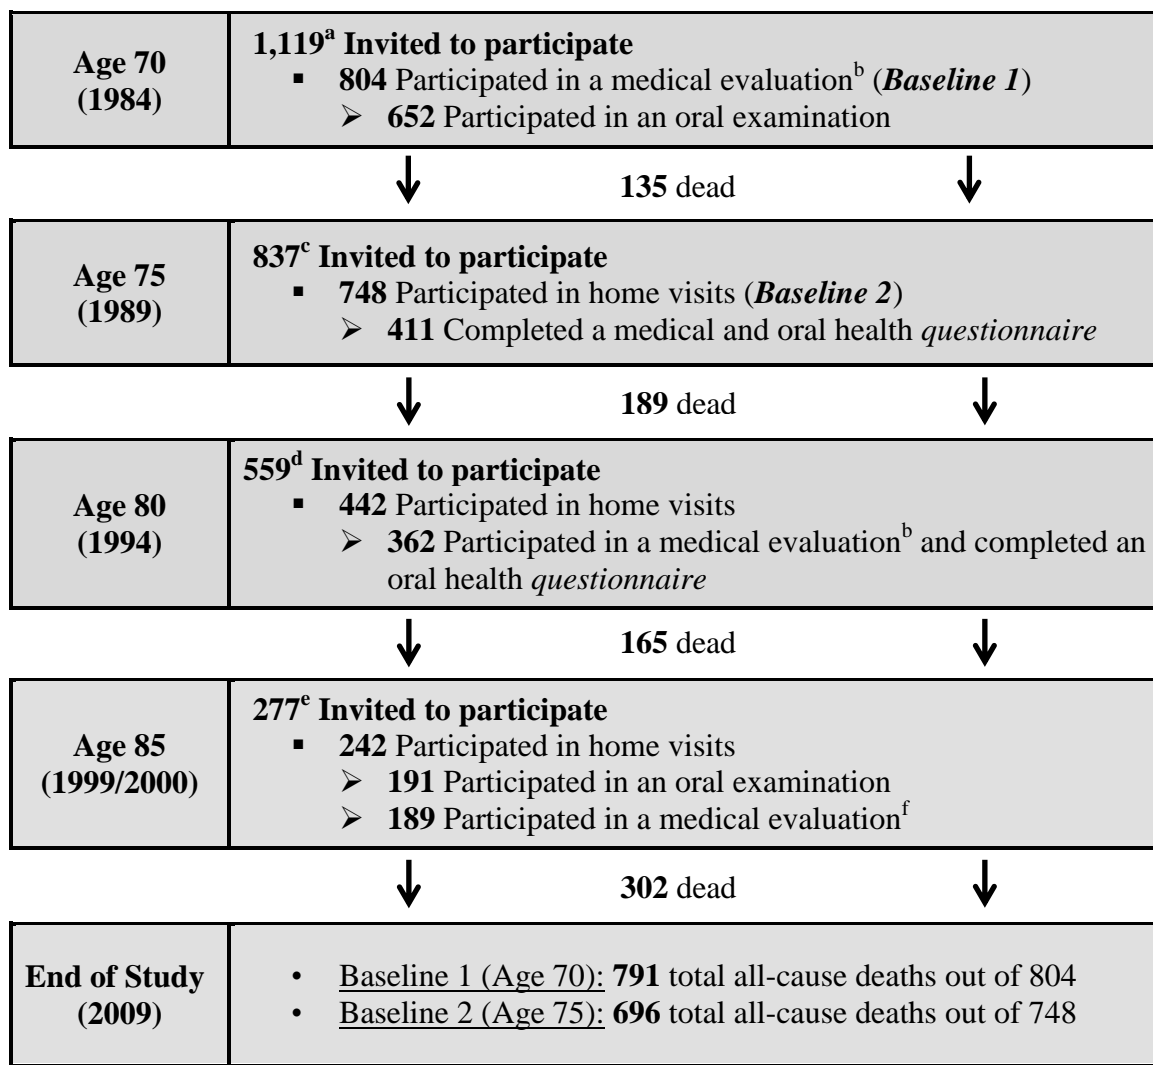 Age 70
(1984)
1,119a Invited to participate
▪ 804 Participated in a medical evaluationb (Baseline 1)
➢ 652 Participated in an oral examination
135 dead
Age 75
(1989)
837c Invited to participate
▪ 748 Participated in home visits (Baseline 2)
➢ 411 Completed a medical and oral health questionnaire
189 dead
Age 80
(1994)
559d Invited to participate
▪ 442 Participated in home visits
➢ 362 Participated in a medical evaluationb and completed an
oral health questionnaire
165 dead
Age 85
(1999/2000)
277e Invited to participate
▪ 242 Participated in home visits
➢ 191 Participated in an oral examination
➢ 189 Participated in a medical evaluationf
302 dead
End of Study
(2009)
• Baseline 1 (Age 70): 791 total all-cause deaths out of 804
• Baseline 2 (Age 75): 696 total all-cause deaths out of 748